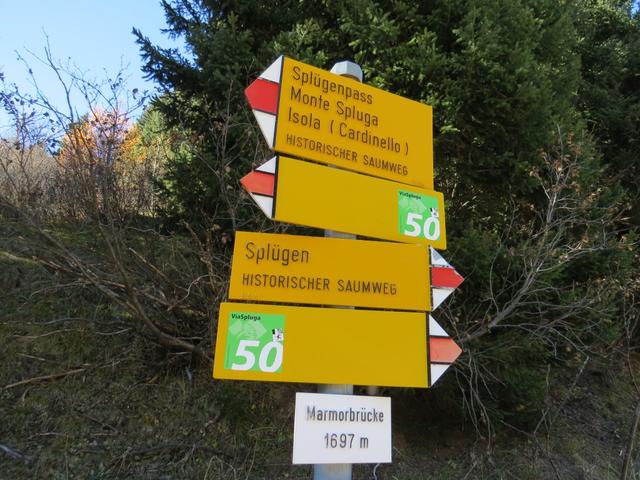 Splügenpass
Monte Spluga
Isola ( Cardinello )
HISTORISCHER SAUMWEG
ViaSpluga
50
Splügen
HISTORISCHER SAUMWEG
ViaSpluga
50
Marmorbrücke
1697 m